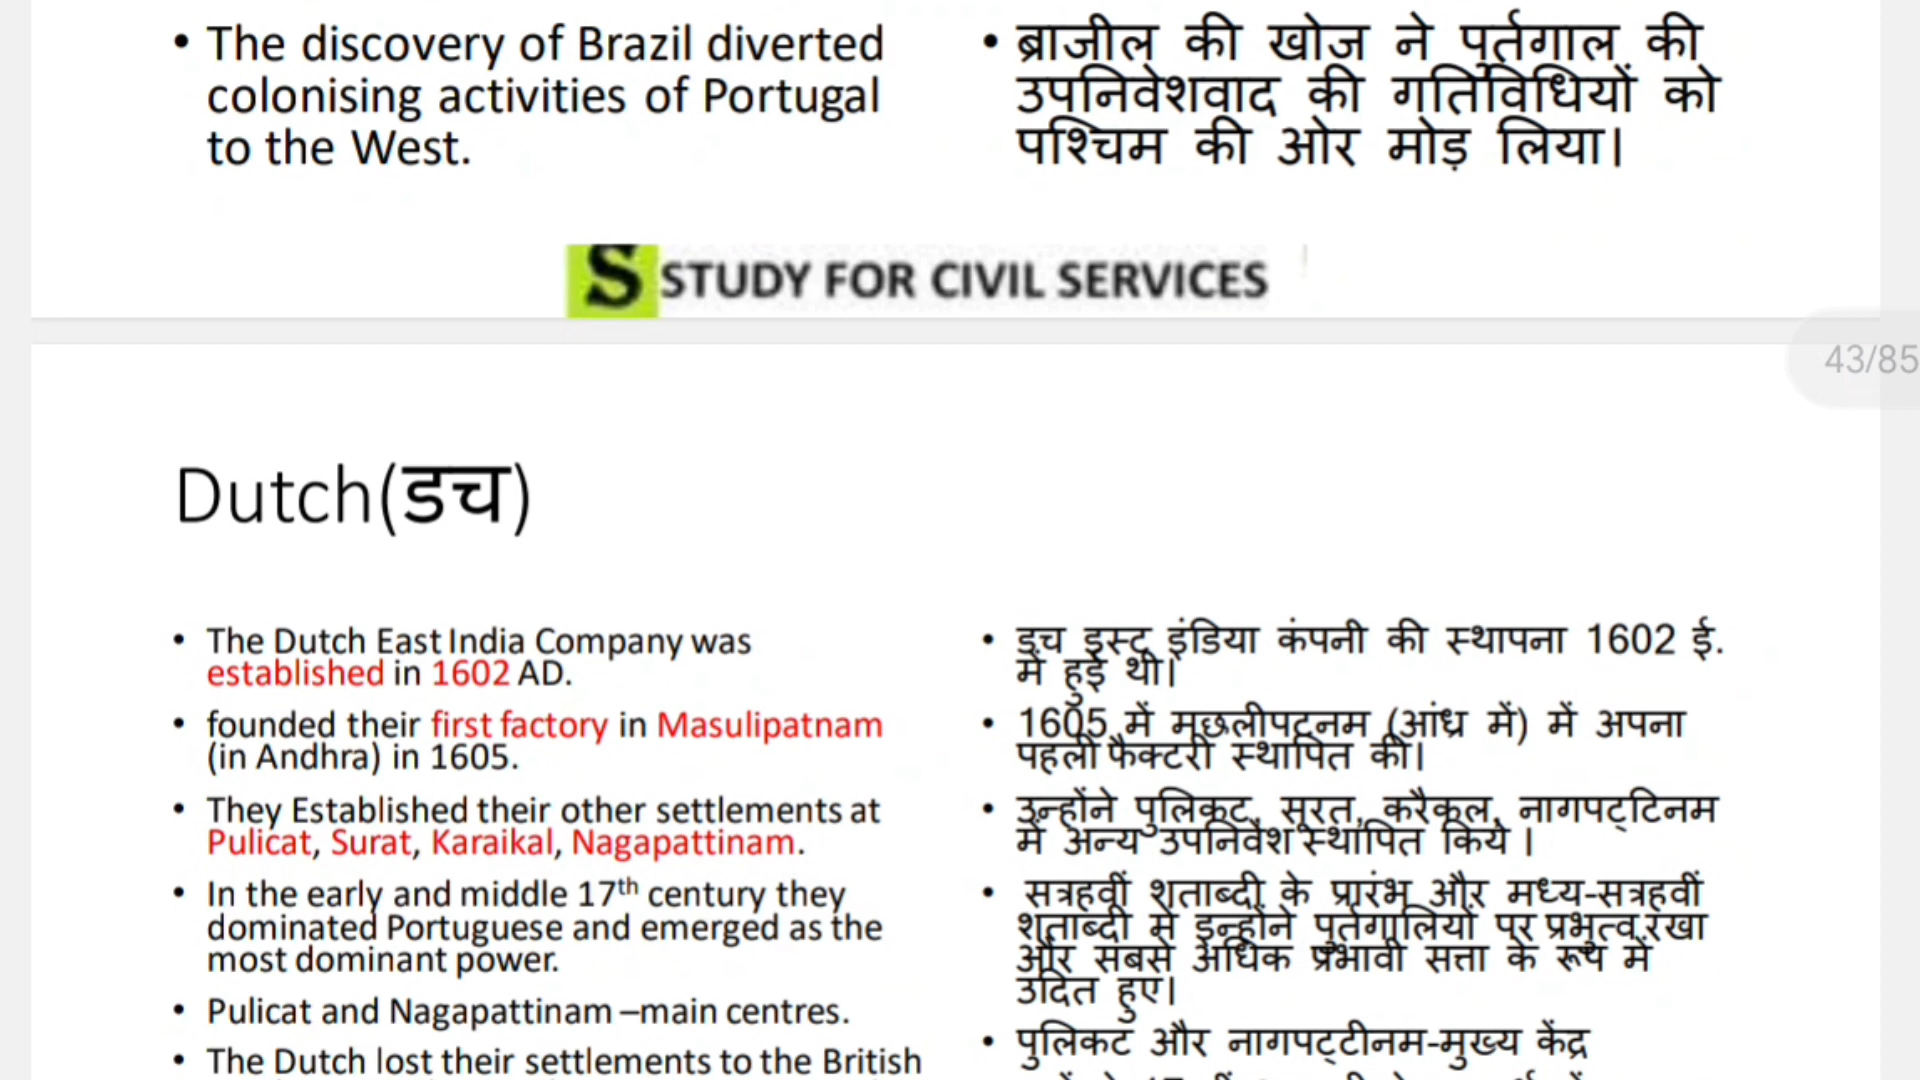 • The discovery of Brazil diverted
colonising activities of Portugal
to the West.
• ब्राजील की खोज ने पुर्तगाल की
उपनिवेशवाद की गतिविधियों को
पश्चिम की ओर मोड़ लिया।
S STUDY FOR CIVIL SERVICES
43/85
Dutch(डच)
• The Dutch East India Company was
established in 1602 AD.
• founded their first factory in Masulipatnam
(in Andhra) in 1605.
• They Established their other settlements at
Pulicat, Surat, Karaikal, Nagapattinam.
• In the early and middle 17th century they
dominated Portuguese and emerged as the
most dominant power.
• Pulicat and Nagapattinam –main centres.
• The Dutch lost their settlements to the British
• डच इस्ट इंडिया कंपनी की स्थापना 1602 ई.
में हुई थी।
• 1605 में मछलीपट्नम (आंध्र में) में अपना
पहली फैक्टरी स्थापित की।
• उन्होंने पुलिकट, सूरत, करैकल, नागपट्टिनम
में अन्य उपनिवेश स्थापित किये ।
• सत्रहवीं शताब्दी के प्रारंभ और मध्य-सत्रहवीं
शताब्दी में इन्होंने पुर्तगालियों पर प्रभुत्व रखा
और सबसे अधिक प्रभावी सत्ता के रूप में
उदित हुए।
• पुलिकट और नागपट्टीनम-मुख्य केंद्र